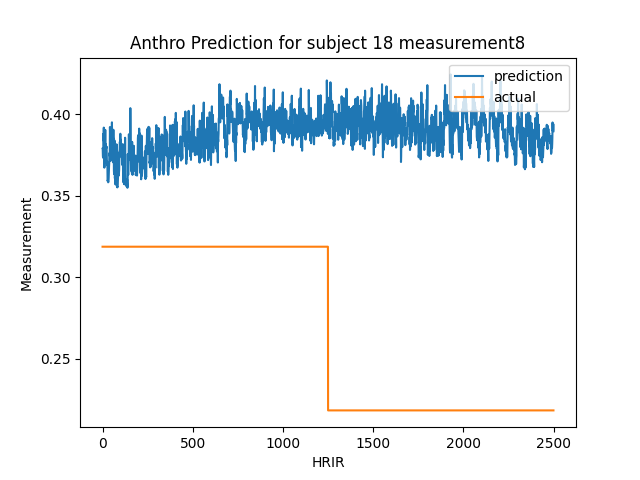 Anthro Prediction for subject 18 measurement8
prediction
actual
0.40
0.35
0.30
0.25
Measurement
0
500
1000
1500
2000
2500
HRIR